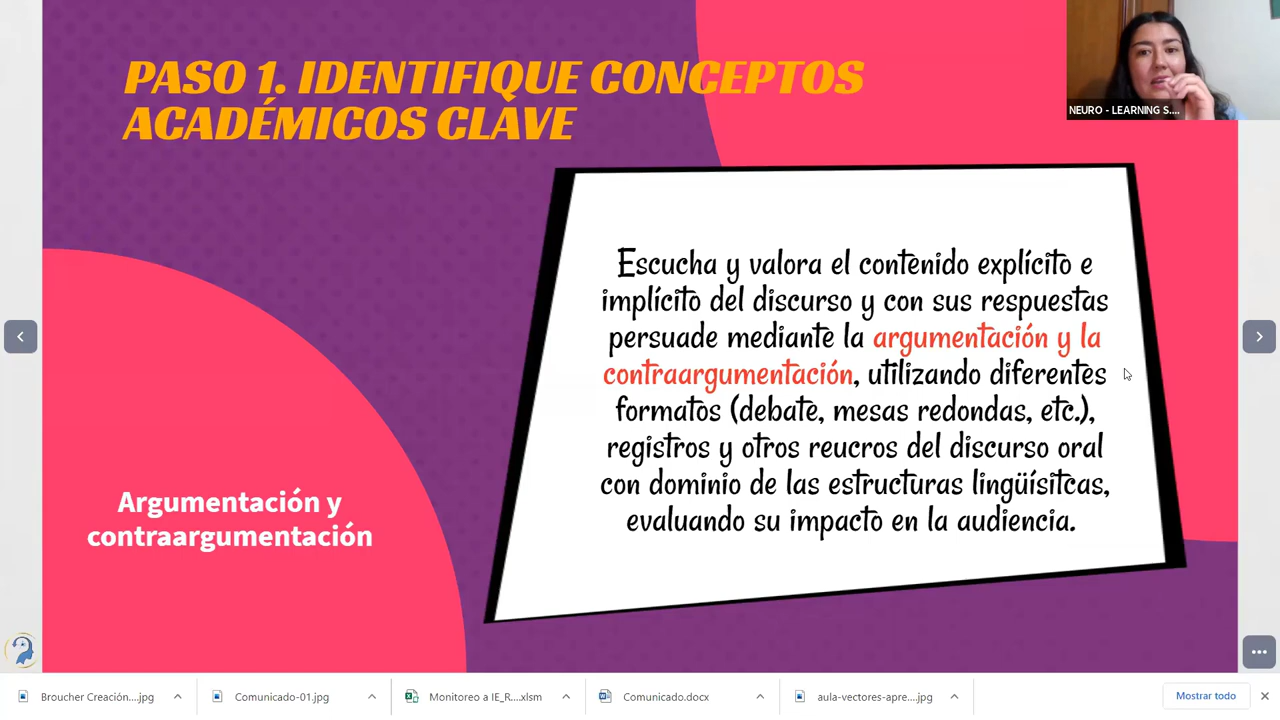 PASO 1. IDENTIFIQUE CONCEPTOS
ACADÉMICOS CLAVE
NEURO - LEARNING S....
Escucha y valora el contenido explícito e
implícito del discurso y con sus respuestas
persuade mediante la argumentación y la
contraargumentación, utilizando diferentes
formatos (debate, mesas redondas, etc.),
registros y otros reucros del discurso oral
con dominio de las estructuras lingüísitcas,
evaluando su impacto en la audiencia.
Argumentación y
contraargumentación
Broucher Creación....jpg
Comunicado-01.jpg
Monitoreo a IE_R....xlsm
Comunicado.docx
aula-vectores-apre....jpg
Mostrar todo